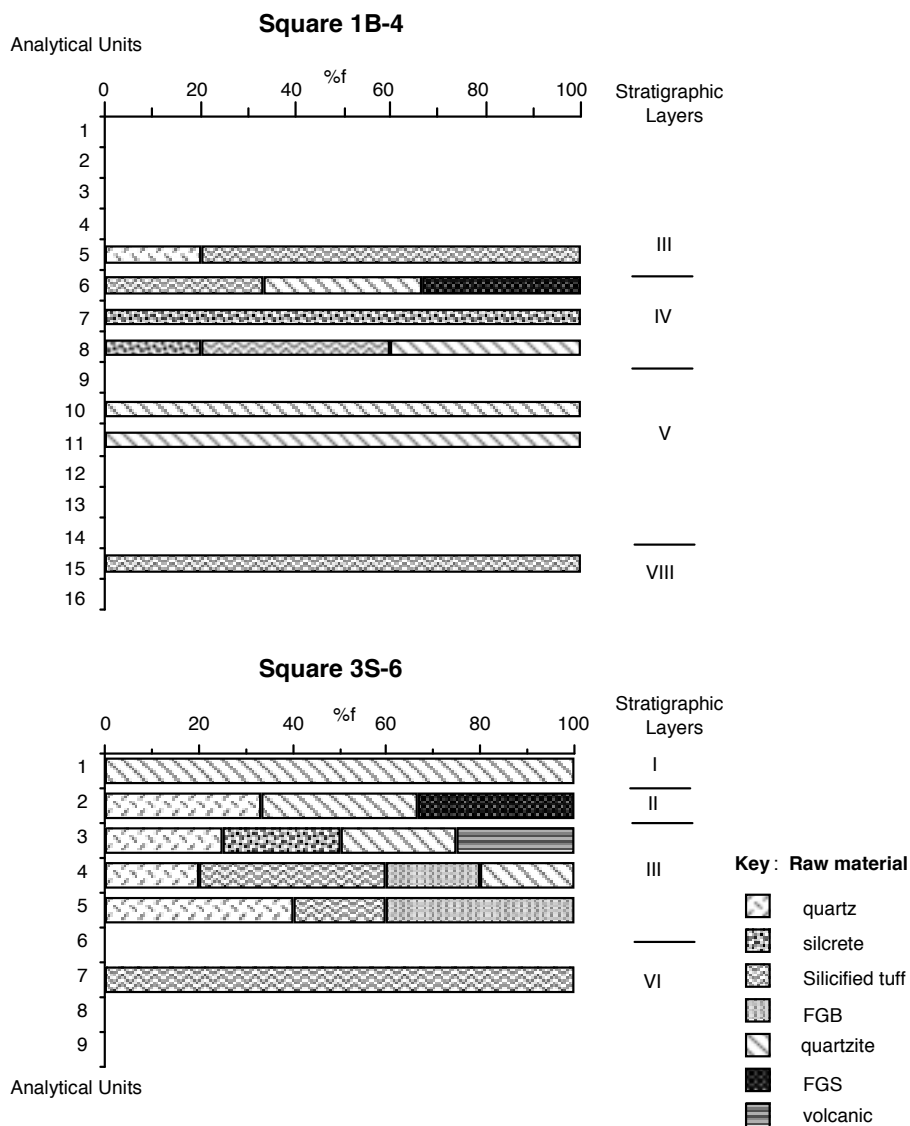 Square 1B-4
Analytical Units
%f
0 20 40 60 80 100
Stratigraphic
Layers
1
2
3
4
III
5
6
IV
7
8
9
10
V
11
12
13
14
VIII
15
16
Square 3S-6
Stratigraphic
Layers
%f
0 20 40 60 80 100
1
I
2
II
3
III
4
5
6
VI
7
8
9
Analytical Units
Key : Raw material
quartz
silcrete
Silicified tuff
FGB
quartzite
FGS
volcanic